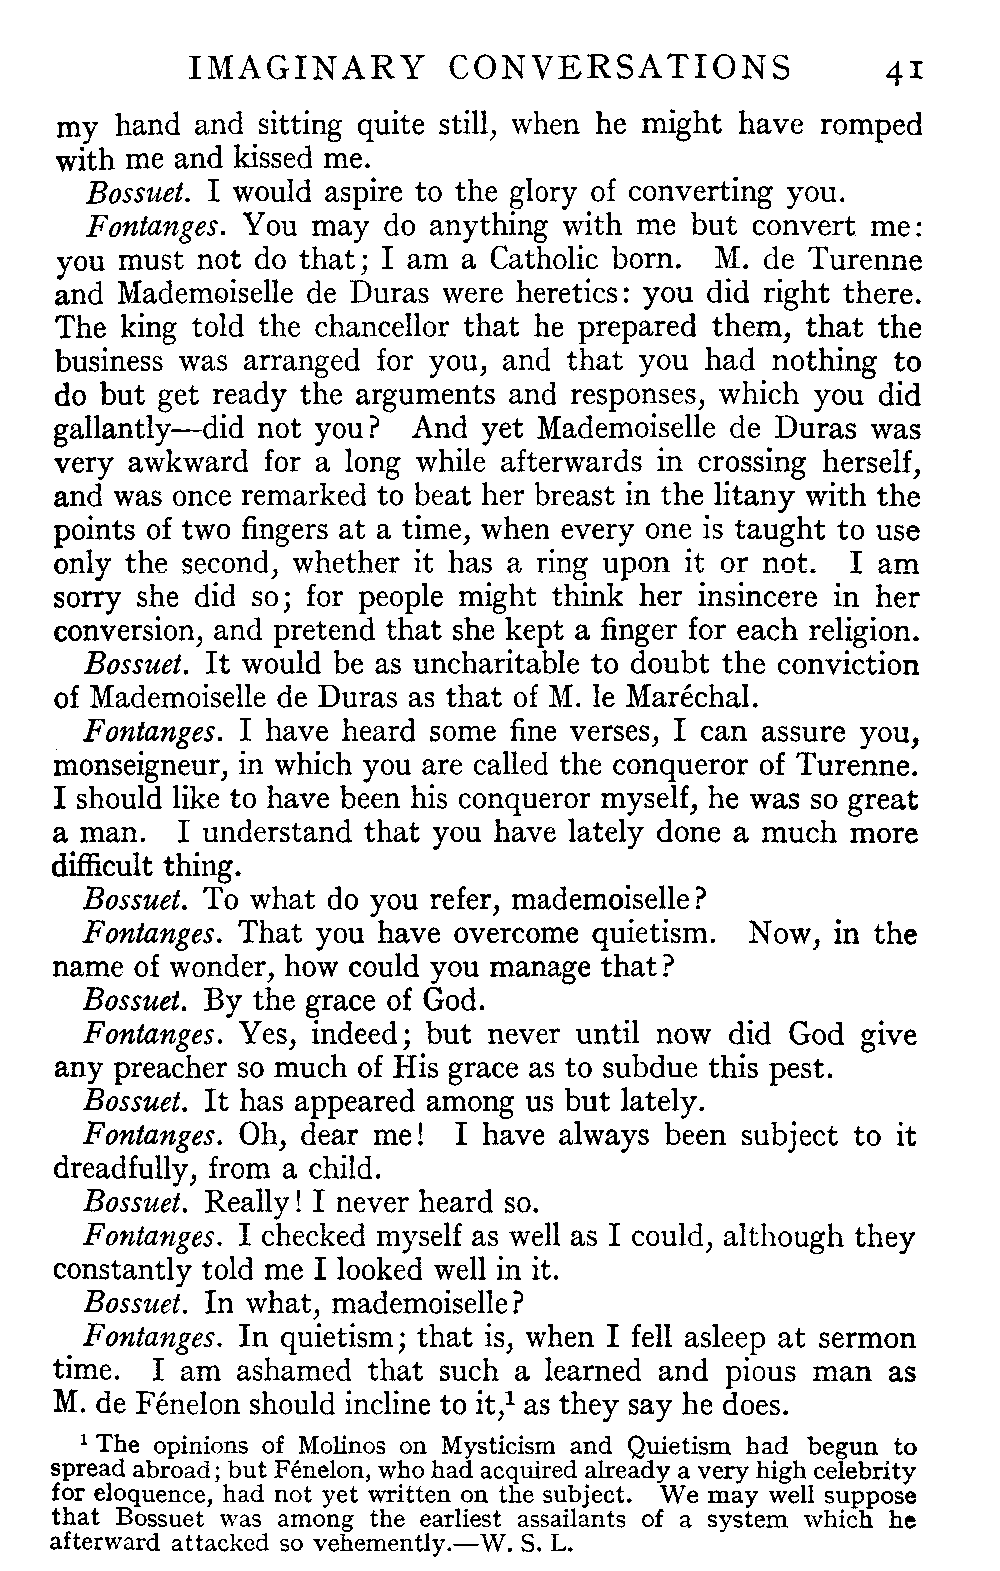 IMAGINARY CONVERSATIONS 41
my hand and sitting quite still, when he might have romped
with me and kissed me.
Bossuet. I would aspire to the glory of converting you.
Fontanges. You may do anything with me but convert me:
you must not do that; I am a Catholic born. M. de Turenne
and Mademoiselle de Duras were heretics: you did right there.
The king told the chancellor that he prepared them, that the
business was arranged for you, and that you had nothing to
do but get ready the arguments and responses, which you did
gallantly—did not you? And yet Mademoiselle de Duras was
very awkward for a long while afterwards in crossing herself,
and was once remarked to beat her breast in the litany with the
points of two fingers at a time, when every one is taught to use
only the second, whether it has a ring upon it or not. I am
sorry she did so; for people might think her insincere in her
conversion, and pretend that she kept a finger for each religion.
Bossuet. It would be as uncharitable to doubt the conviction
of Mademoiselle de Duras as that of M. le Maréchal.
Fontanges. I have heard some fine verses, I can assure you,
monseigneur, in which you are called the conqueror of Turenne.
I should like to have been his conqueror myself, he was so great
a man. I understand that you have lately done a much more
difficult thing.
Bossuet. To what do you refer, mademoiselle?
Fontanges. That you have overcome quietism. Now, in the
name of wonder, how could you manage that?
Bossuet. By the grace of God.
Fontanges. Yes, indeed; but never until now did God give
any preacher so much of His grace as to subdue this pest.
Bossuet. It has appeared among us but lately.
Fontanges. Oh, dear me! I have always been subject to it
dreadfully, from a child.
Bossuet. Really! I never heard so.
Fontanges. I checked myself as well as I could, although they
constantly told me I looked well in it.
Bossuet. In what, mademoiselle?
Fontanges. In quietism; that is, when I fell asleep at sermon
time. I am ashamed that such a learned and pious man as
M. de Fénelon should incline to it,¹ as they say he does.
¹ The opinions of Molinos on Mysticism and Quietism had begun to
spread abroad; but Fénelon, who had acquired already a very high celebrity
for eloquence, had not yet written on the subject. We may well suppose
that Bossuet was among the earliest assailants of a system which he
afterward attacked so vehemently.—W. S. L.